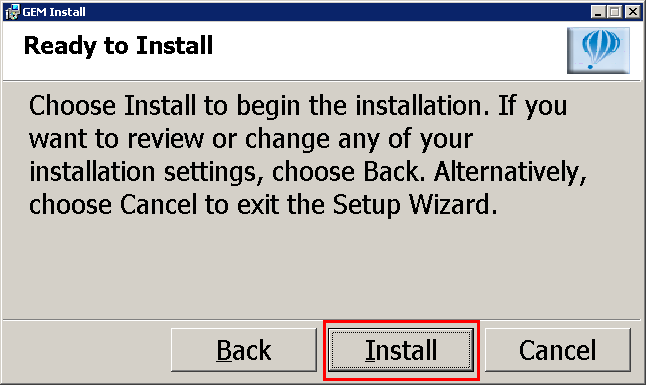 GEM Install
Ready to Install
Choose Install to begin the installation. If you
want to review or change any of your
installation settings, choose Back. Alternatively,
choose Cancel to exit the Setup Wizard.
Back Install Cancel